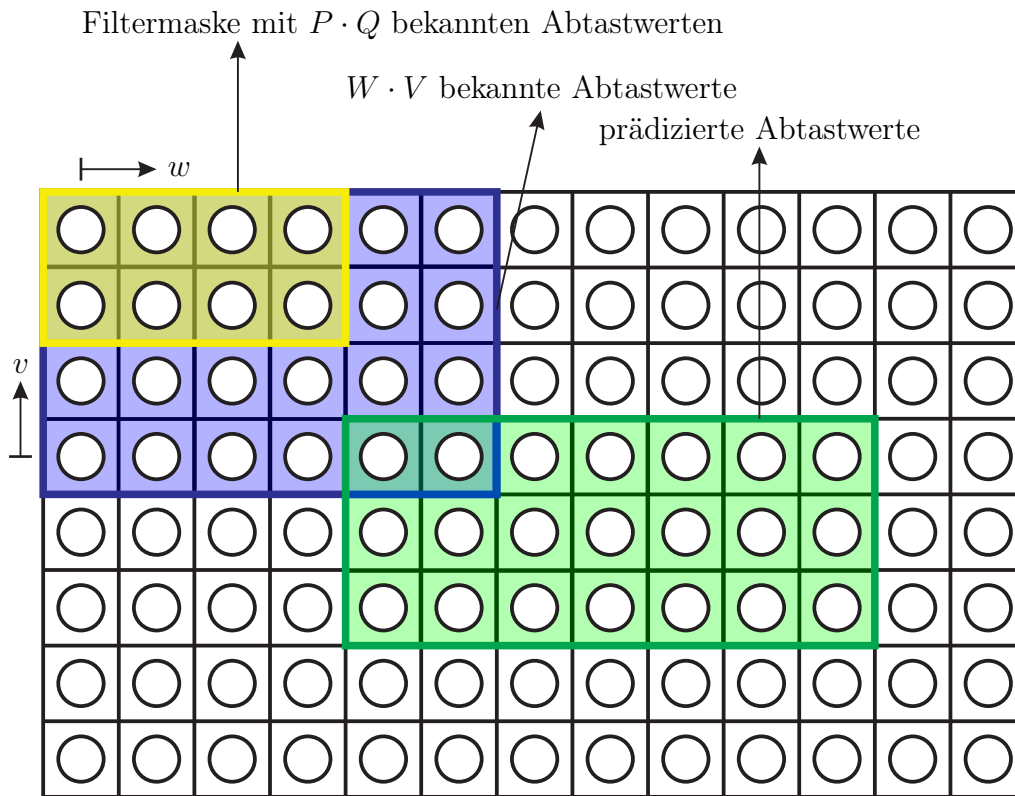 Filtermaske mit P · Q bekannten Abtastwerten
W · V bekannte Abtastwerte
prädizierte Abtastwerte
w
v